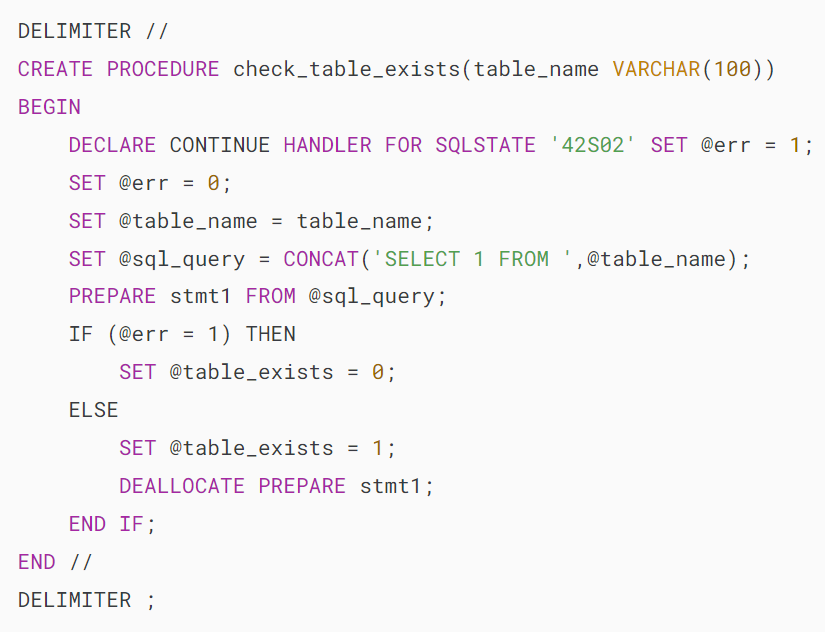 DELIMITER //
CREATE PROCEDURE check_table_exists(table_name VARCHAR(100))
BEGIN
    DECLARE CONTINUE HANDLER FOR SQLSTATE '42S02' SET @err = 1;
    SET @err = 0;
    SET @table_name = table_name;
    SET @sql_query = CONCAT('SELECT 1 FROM ',@table_name);
    PREPARE stmt1 FROM @sql_query;
    IF (@err = 1) THEN
        SET @table_exists = 0;
    ELSE
        SET @table_exists = 1;
        DEALLOCATE PREPARE stmt1;
    END IF;
END //
DELIMITER ;